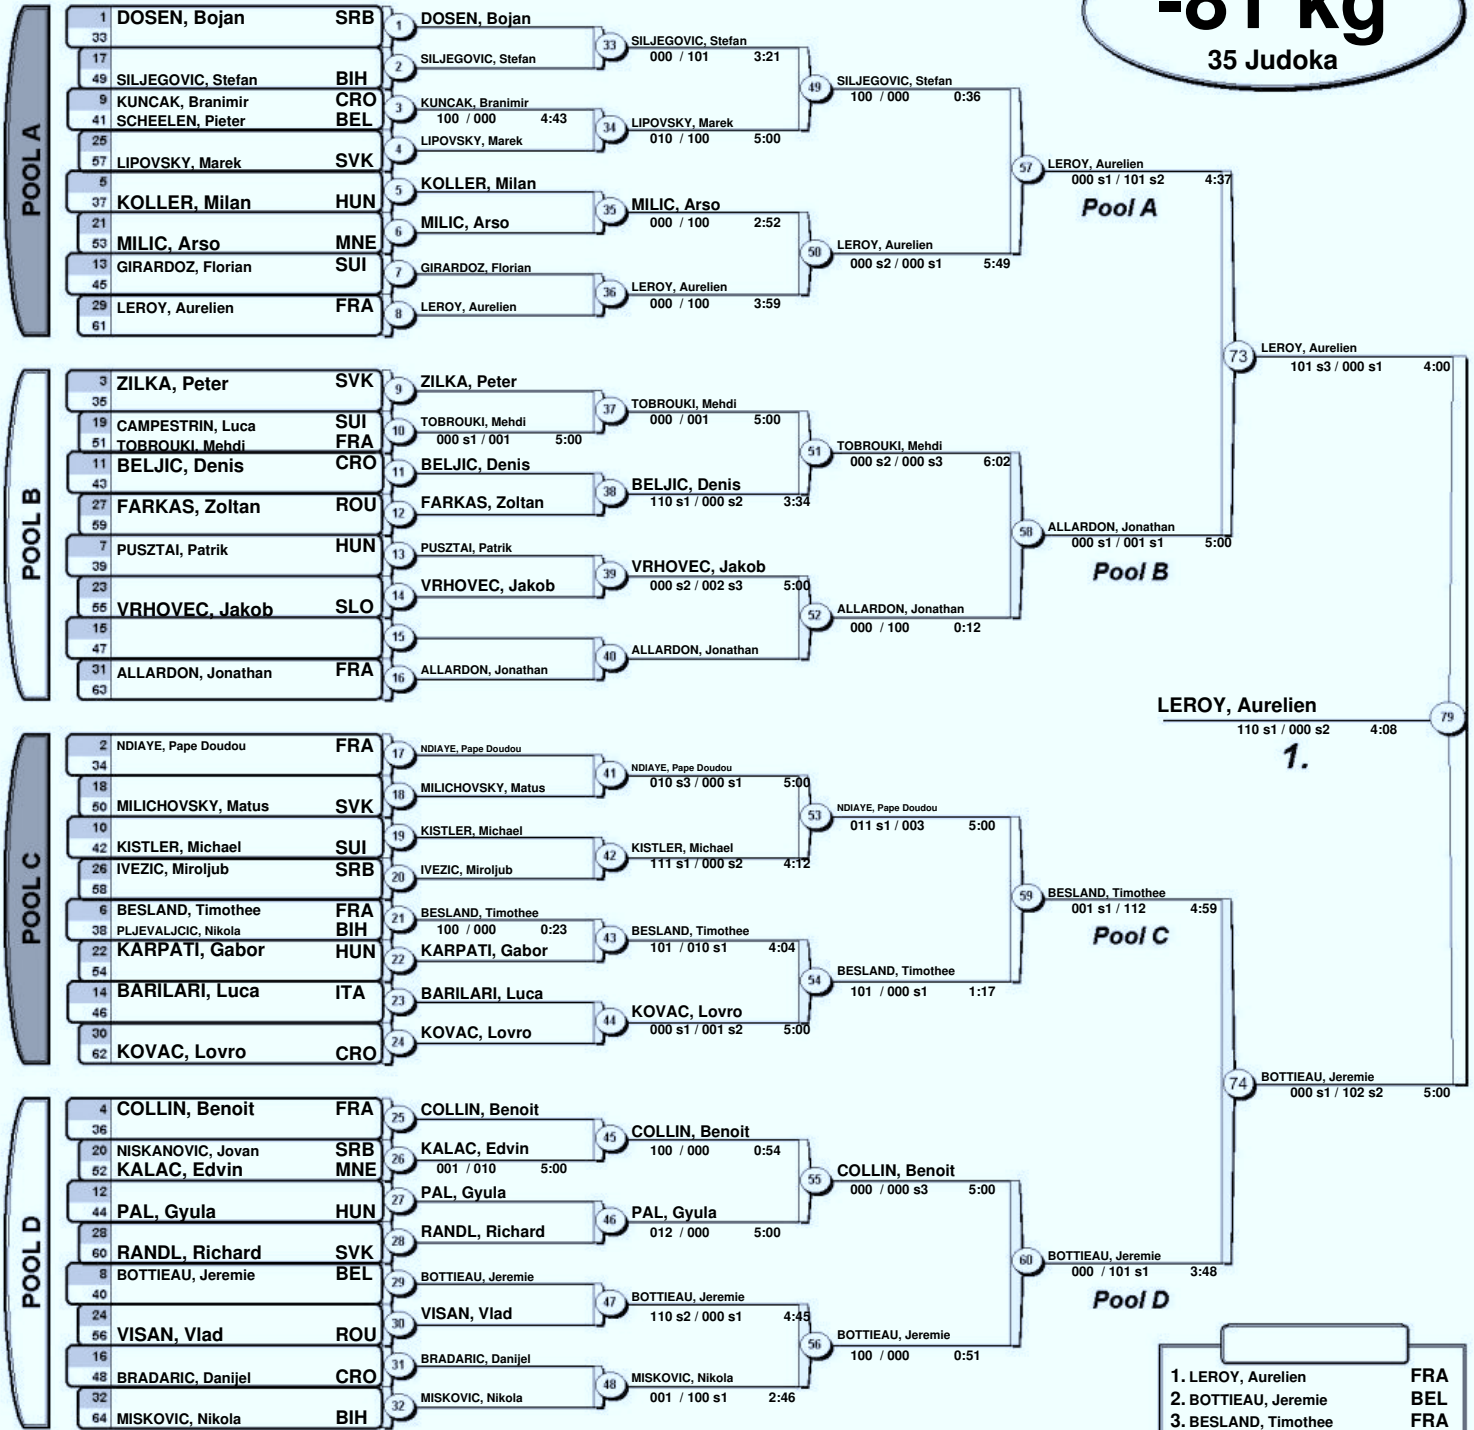 -81 kg
35 Judoka
POOL A
1 DOSEN, Bojan SRB
33
17
49 SILJEGOVIC, Stefan BIH
9 KUNCAK, Branimir CRO
41 SCHEELEN, Pieter BEL
25
57 LIPOVSKY, Marek SVK
5
37 KOLLER, Milan HUN
21
53 MILIC, Arso MNE
13 GIRARDOZ, Florian SUI
45
29 LEROY, Aurelien FRA
61
1 DOSEN, Bojan
2 SILJEGOVIC, Stefan
3 KUNCAK, Branimir
100 / 000 4:43
4 LIPOVSKY, Marek
5 KOLLER, Milan
6 MILIC, Arso
7 GIRARDOZ, Florian
8 LEROY, Aurelien
33 SILJEGOVIC, Stefan
000 / 101 3:21
34 LIPOVSKY, Marek
010 / 100 5:00
35 MILIC, Arso
000 / 100 2:52
36 LEROY, Aurelien
000 / 100 3:59
49 SILJEGOVIC, Stefan
100 / 000 0:36
50 LEROY, Aurelien
000 s2 / 000 s1 5:49
57 LEROY, Aurelien
000 s1 / 101 s2 4:37
Pool A
POOL B
3 ZILKA, Peter SVK
35
19 CAMPESTRIN, Luca SUI
51 TOBROUKI, Mehdi FRA
11 BELJIC, Denis CRO
43
27 FARKAS, Zoltan ROU
59
7 PUSZTAI, Patrik HUN
39
23
55 VRHOVEC, Jakob SLO
15
47
31 ALLARDON, Jonathan FRA
63
9 ZILKA, Peter
10 TOBROUKI, Mehdi
000 s1 / 001 5:00
11 BELJIC, Denis
12 FARKAS, Zoltan
13 PUSZTAI, Patrik
14 VRHOVEC, Jakob
15
16 ALLARDON, Jonathan
37 TOBROUKI, Mehdi
000 / 001 5:00
38 BELJIC, Denis
110 s1 / 000 s2 3:34
39 VRHOVEC, Jakob
000 s2 / 002 s3 5:00
40 ALLARDON, Jonathan
51 TOBROUKI, Mehdi
000 s2 / 000 s3 6:02
52 ALLARDON, Jonathan
000 / 100 0:12
58 ALLARDON, Jonathan
000 s1 / 001 s1 5:00
Pool B
73 LEROY, Aurelien
101 s3 / 000 s1 4:00
LEROY, Aurelien
79
110 s1 / 000 s2 4:08
1.
POOL C
2 NDIAYE, Pape Doudou FRA
34
18
50 MILICHOVSKY, Matus SVK
10
42 KISTLER, Michael SUI
26 IVEZIC, Miroljub SRB
58
6 BESLAND, Timothee FRA
38 PLJEVALJCIC, Nikola BIH
22 KARPATI, Gabor HUN
54
14 BARILARI, Luca ITA
46
30
62 KOVAC, Lovro CRO
17 NDIAYE, Pape Doudou
18 MILICHOVSKY, Matus
19 KISTLER, Michael
20 IVEZIC, Miroljub
21 BESLAND, Timothee
100 / 000 0:23
22 KARPATI, Gabor
23 BARILARI, Luca
24 KOVAC, Lovro
41 NDIAYE, Pape Doudou
010 s3 / 000 s1 5:00
42 KISTLER, Michael
111 s1 / 000 s2 4:12
43 BESLAND, Timothee
101 / 010 s1 4:04
44 KOVAC, Lovro
000 s1 / 001 s2 5:00
53 NDIAYE, Pape Doudou
011 s1 / 003 5:00
54 BESLAND, Timothee
101 / 000 s1 1:17
59 BESLAND, Timothee
001 s1 / 112 4:59
Pool C
POOL D
4 COLLIN, Benoit FRA
36
20 NISKANOVIC, Jovan SRB
52 KALAC, Edvin MNE
12
44 PAL, Gyula HUN
28
60 RANDL, Richard SVK
8 BOTTIEAU, Jeremie BEL
40
24
56 VISAN, Vlad ROU
16
48 BRADARIC, Danijel CRO
32
64 MISKOVIC, Nikola BIH
25 COLLIN, Benoit
26 KALAC, Edvin
001 / 010 5:00
27 PAL, Gyula
28 RANDL, Richard
29 BOTTIEAU, Jeremie
30 VISAN, Vlad
31 BRADARIC, Danijel
32 MISKOVIC, Nikola
45 COLLIN, Benoit
100 / 000 0:54
46 PAL, Gyula
012 / 000 5:00
47 BOTTIEAU, Jeremie
110 s2 / 000 s1 4:45
48 MISKOVIC, Nikola
001 / 100 s1 2:46
55 COLLIN, Benoit
000 / 000 s3 5:00
56 BOTTIEAU, Jeremie
100 / 000 0:51
60 BOTTIEAU, Jeremie
000 / 101 s1 3:48
Pool D
74 BOTTIEAU, Jeremie
000 s1 / 102 s2 5:00
1. LEROY, Aurelien FRA
2. BOTTIEAU, Jeremie BEL
3. BESLAND, Timothee FRA